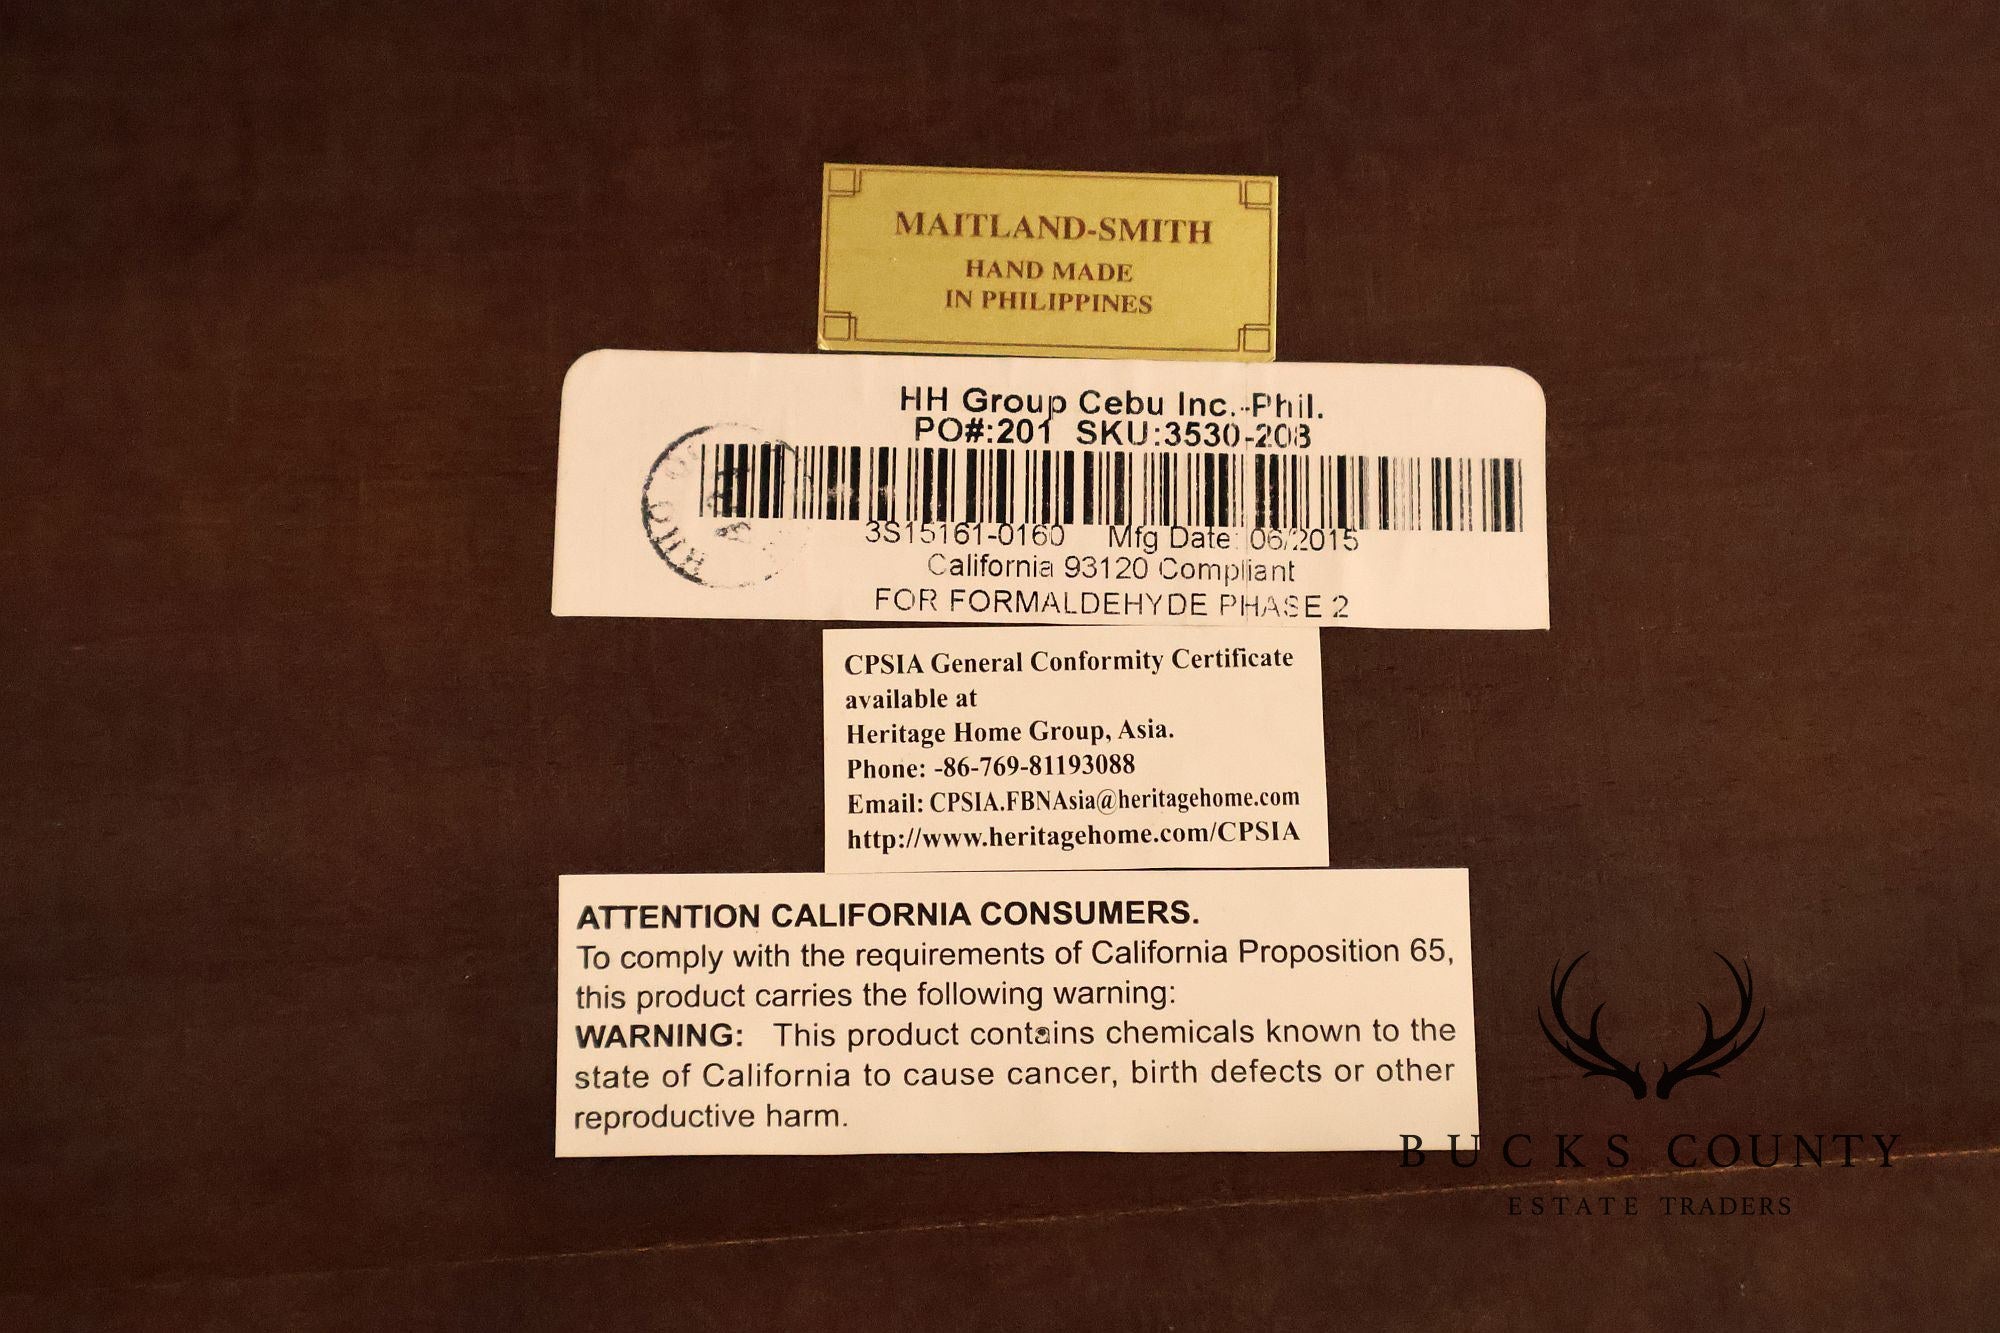 MAITLAND-SMITH
HAND MADE
IN PHILIPPINES
HH Group Cebu Inc.-Phil.
PO#:201 SKU:3530-208
3S15161-0160 Mfg Date: 06/2015
California 93120 Compliant
FOR FORMALDEHYDE PHASE 2
CPSIA General Conformity Certificate
available at
Heritage Home Group, Asia.
Phone: -86-769-81193088
Email: CPSIA.FBNAsia@heritagehome.com
http://www.heritagehome.com/CPSIA
ATTENTION CALIFORNIA CONSUMERS.
To comply with the requirements of California Proposition 65,
this product carries the following warning:
WARNING: This product contains chemicals known to the
state of California to cause cancer, birth defects or other
reproductive harm.
BUCKS COUNTY
ESTATE TRADERS